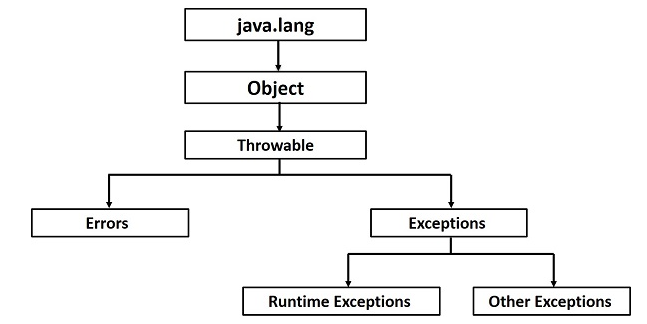 java.lang
Object
Throwable
Errors
Exceptions
Runtime Exceptions
Other Exceptions